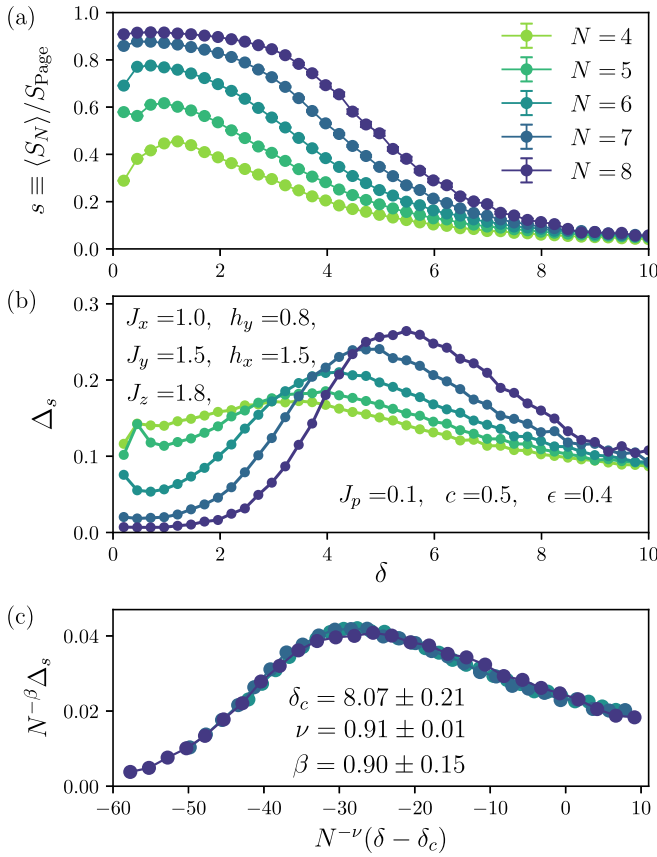 (a)
1.0
0.8
0.6
0.4
0.2
0.0
s ≡ ⟨S_N⟩/S_Page
N = 4
N = 5
N = 6
N = 7
N = 8
0 2 4 6 8 10
(b)
0.3
0.2
0.1
0.0
Δ_s
J_x =1.0, h_y =0.8,
J_y =1.5, h_x =1.5,
J_z =1.8,
J_p =0.1, c =0.5, ϵ =0.4
0 2 4 6 8 10
δ
(c)
0.04
0.02
0.00
N^{-β} Δ_s
δ_c = 8.07 ± 0.21
ν = 0.91 ± 0.01
β = 0.90 ± 0.15
−60 −50 −40 −30 −20 −10 0 10
N^{-ν}(δ − δ_c)